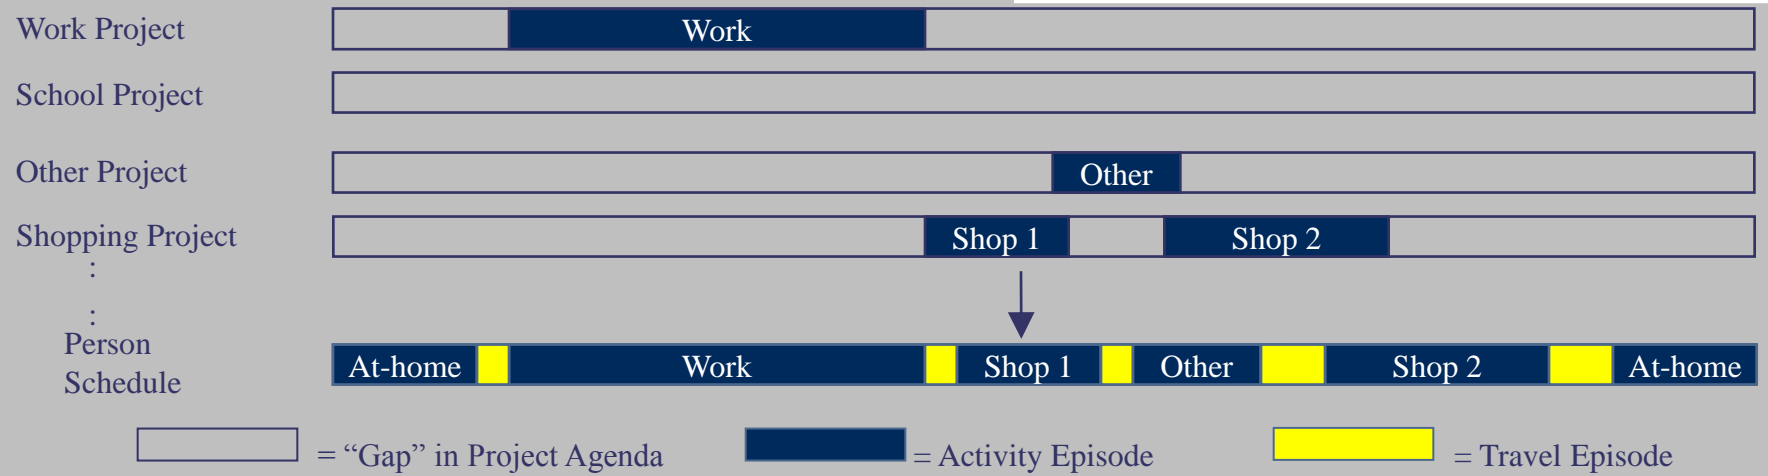 Work Project
Work
School Project
Other Project
Other
Shopping Project
Shop 1
Shop 2
:
:
Person
Schedule
At-home
Work
Shop 1
Other
Shop 2
At-home
= “Gap” in Project Agenda
= Activity Episode
= Travel Episode